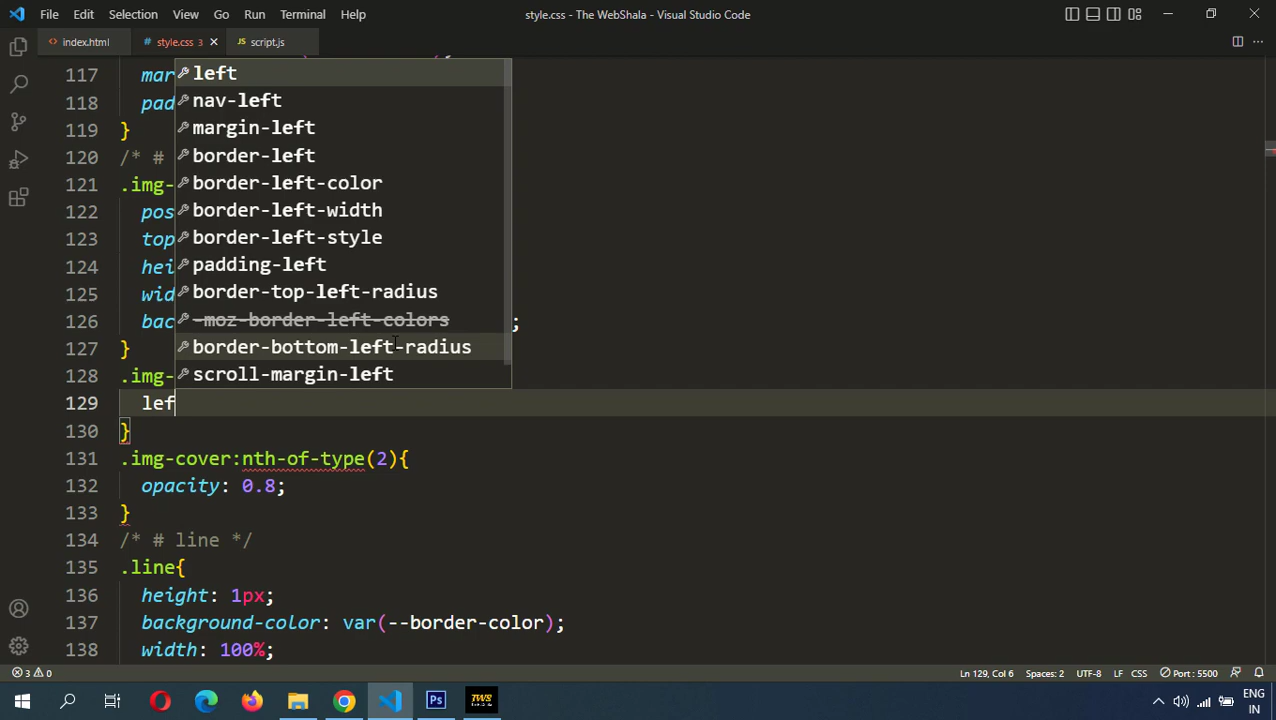 File Edit Selection View Go Run Terminal Help style.css - The WebShala - Visual Studio Code
index.html style.css 3 script.js
117 mar
118 pad
119 }
120 /* #
121 .img-
122 pos
123 top
124 hei
125 wid
126 bac ;
127 }
128 .img-
129 lef
left
nav-left
margin-left
border-left
border-left-color
border-left-width
border-left-style
padding-left
border-top-left-radius
-moz-border-left-colors
border-bottom-left-radius
scroll-margin-left
130 }
131 .img-cover:nth-of-type(2){
132 opacity: 0.8;
133 }
134 /* # line */
135 .line{
136 height: 1px;
137 background-color: var(--border-color);
138 width: 100%;
3 0 Ln 129, Col 6 Spaces: 2 UTF-8 LF CSS Port : 5500
Ps TWS ENG
IN